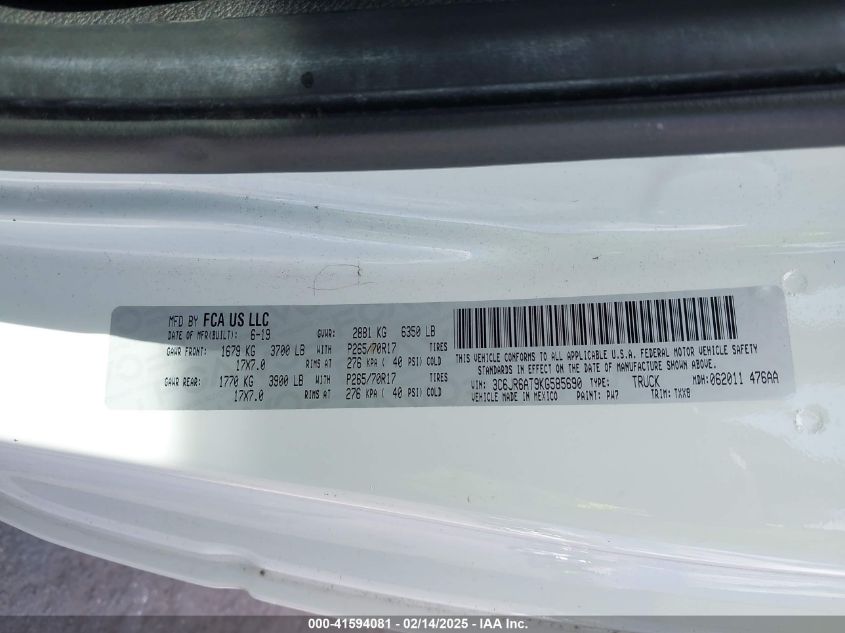 MFD BY FCA US LLC
DATE OF MFR(BUILT): 6-19 GVWR: 2881 KG 6350 LB
GAWR FRONT: 1679 KG 3700 LB WITH P265/70R17 TIRES
17X7.0 RIMS AT 276 KPA ( 40 PSI) COLD
GAWR REAR: 1770 KG 3900 LB WITH P265/70R17 TIRES
17X7.0 RIMS AT 276 KPA ( 40 PSI) COLD
THIS VEHICLE CONFORMS TO ALL APPLICABLE U.S.A. FEDERAL MOTOR VEHICLE SAFETY
STANDARDS IN EFFECT ON THE DATE OF MANUFACTURE SHOWN ABOVE.
VIN: 3C6JR6AT9KG585690 TYPE: TRUCK MDH: 062011 476AA
VEHICLE MADE IN MEXICO PAINT: PW7 TRIM: TXX8
000-41594081 - 02/14/2025 - IAAI.com